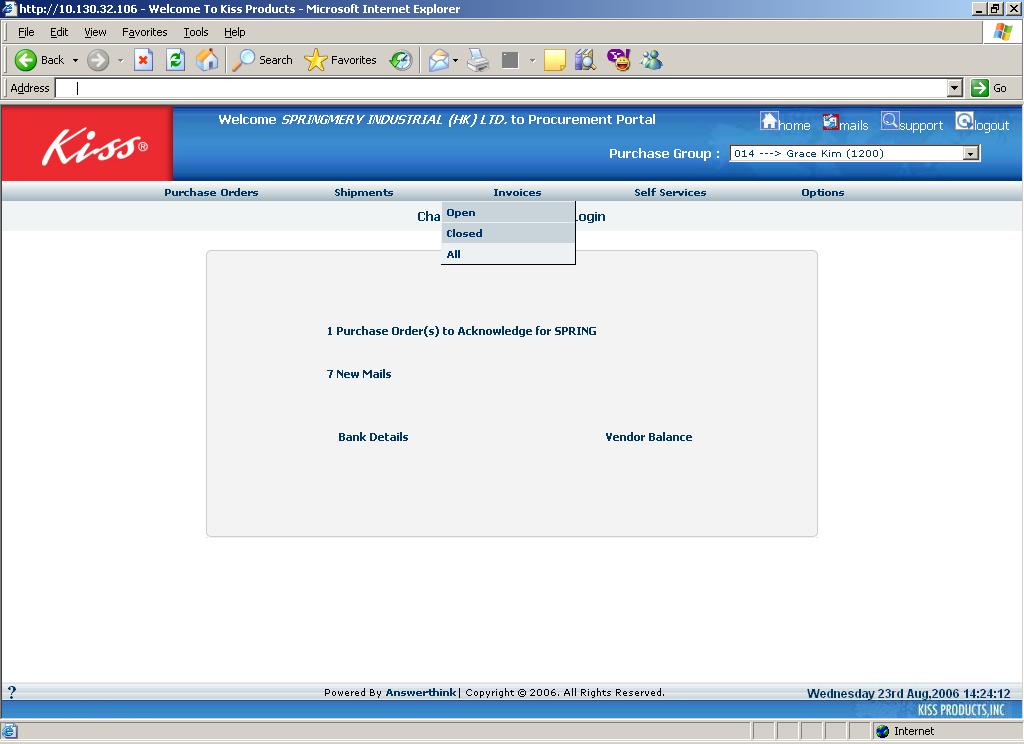 http://10.130.32.106 - Welcome To Kiss Products - Microsoft Internet Explorer
File Edit View Favorites Tools Help
Back Search Favorites
Address Go
Kiss®
Welcome SPRINGMERY INDUSTRIAL (HK) LTD. to Procurement Portal
home mails support logout
Purchase Group : 014 ---> Grace Kim (1200)
Purchase Orders Shipments Invoices Self Services Options
Cha ogin
Open
Closed
All
1 Purchase Order(s) to Acknowledge for SPRING
7 New Mails
Bank Details Vendor Balance
? Powered By Answerthink| Copyright © 2006. All Rights Reserved. Wednesday 23rd Aug,2006 14:24:12
KISS PRODUCTS,INC
Internet